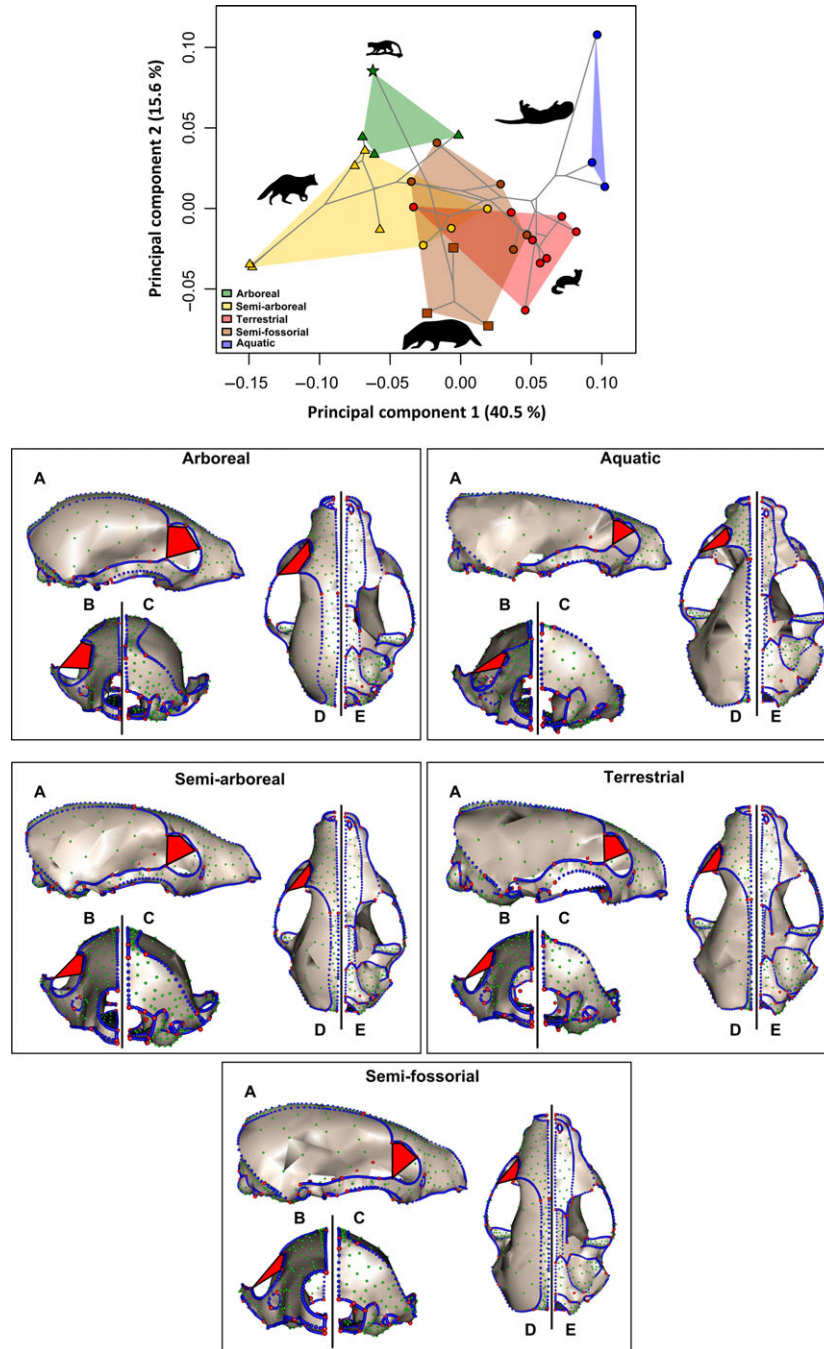 Principal component 2 (15.6 %)
0.10
0.05
0.00
−0.05
Arboreal
Semi-arboreal
Terrestrial
Semi-fossorial
Aquatic
−0.15 −0.10 −0.05 0.00 0.05 0.10
Principal component 1 (40.5 %)
Arboreal
A
B C
D E
Aquatic
A
B C
D E
Semi-arboreal
A
B C
D E
Terrestrial
A
B C
D E
Semi-fossorial
A
B C
D E